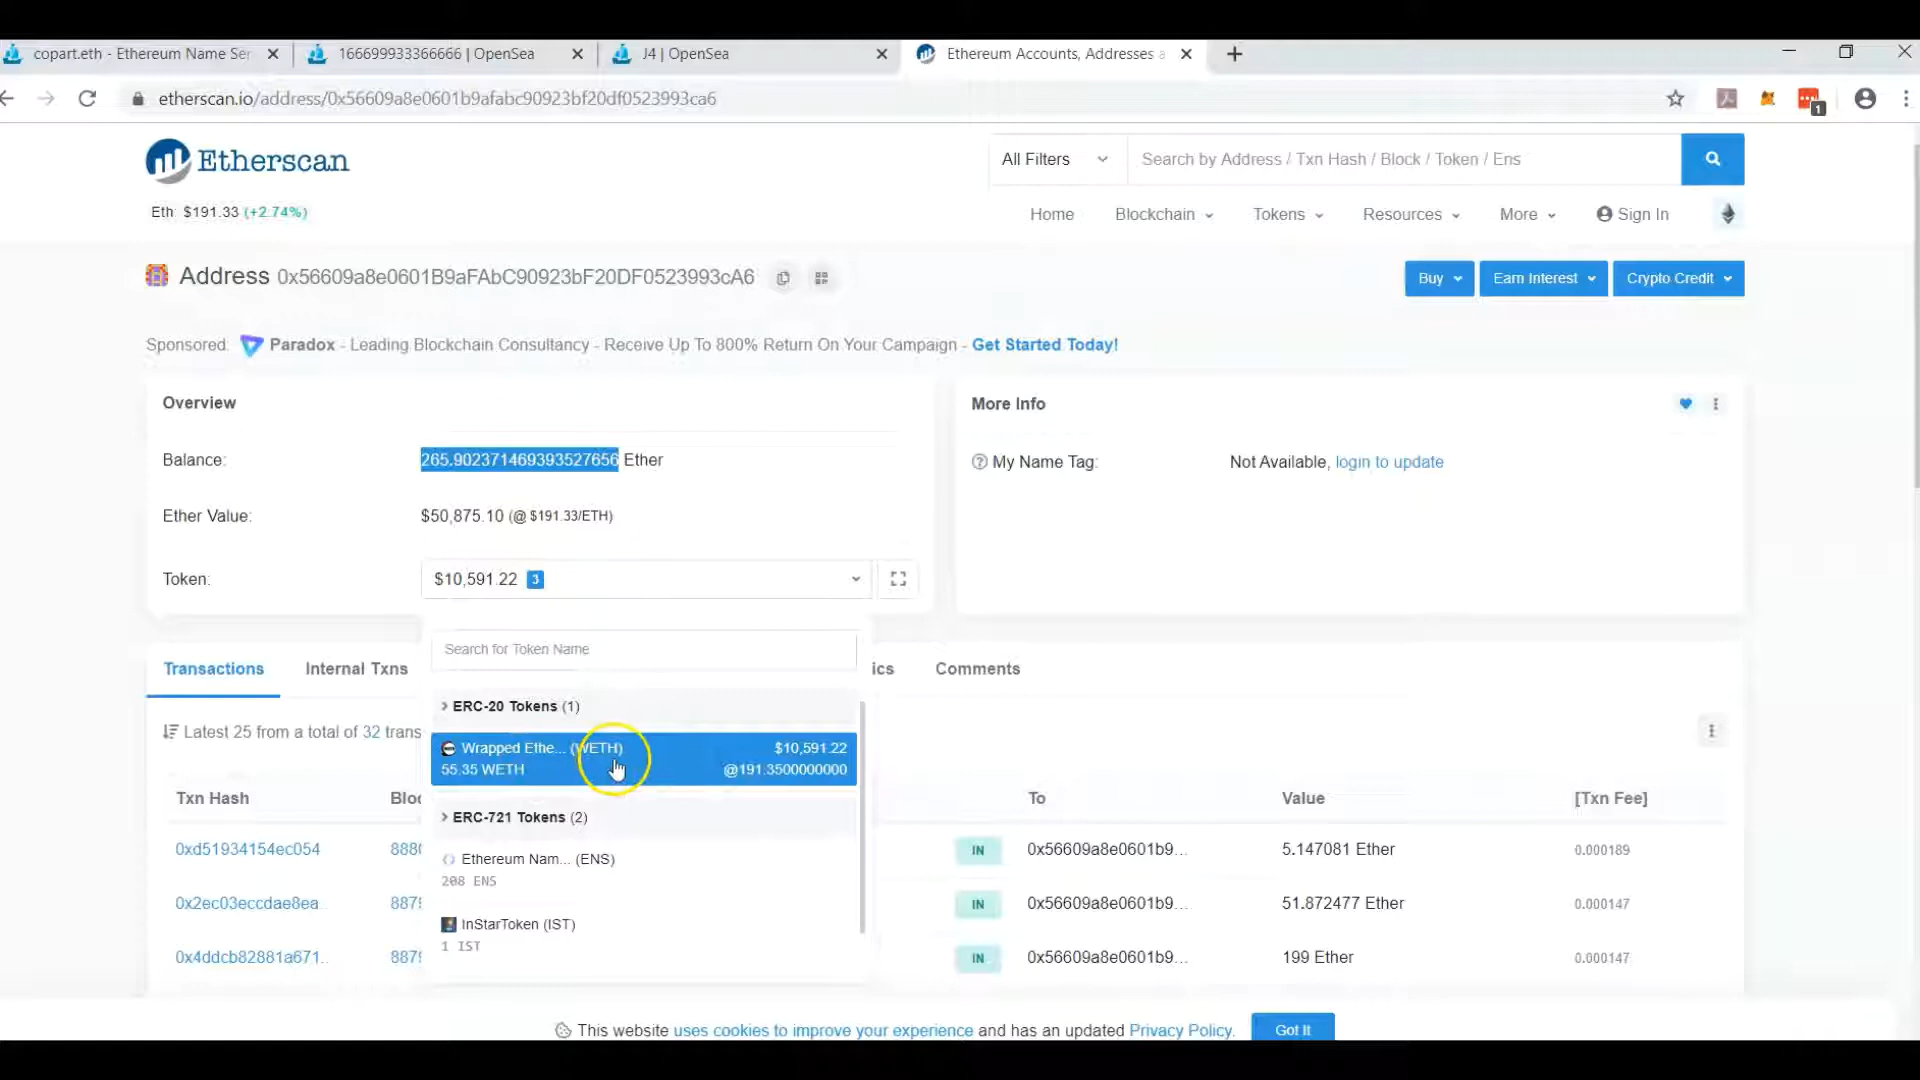 copart.eth - Ethereum Name Ser
166699933366666 | OpenSea
J4 | OpenSea
Ethereum Accounts, Addresses a
etherscan.io/address/0x56609a8e0601b9afabc90923bf20df0523993ca6
1
Etherscan
All Filters
Search by Address / Txn Hash / Block / Token / Ens
Eth: $191.33 (+2.74%)
Home Blockchain Tokens Resources More Sign In
Address 0x56609a8e0601B9aFAbC90923bF20DF0523993cA6
Buy
Earn Interest
Crypto Credit
Sponsored: Paradox - Leading Blockchain Consultancy - Receive Up To 800% Return On Your Campaign - Get Started Today!
Overview
More Info
Balance: 265.902371469393527656 Ether
My Name Tag: Not Available, login to update
Ether Value: $50,875.10 (@ $191.33/ETH)
Token: $10,591.22 3
Search for Token Name
Transactions Internal Txns ics Comments
ERC-20 Tokens (1)
Latest 25 from a total of 32 trans
Wrapped Ethe... (WETH) $10,591.22
55.35 WETH @191.3500000000
Txn Hash Bloc To Value [Txn Fee]
ERC-721 Tokens (2)
0xd51934154ec054 8880 IN 0x56609a8e0601b9... 5.147081 Ether 0.000189
Ethereum Nam... (ENS)
208 ENS
0x2ec03eccdae8ea.. 8879 IN 0x56609a8e0601b9... 51.872477 Ether 0.000147
InStarToken (IST)
1 IST
0x4ddcb82881a671.. 8879 IN 0x56609a8e0601b9... 199 Ether 0.000147
This website uses cookies to improve your experience and has an updated Privacy Policy.
Got It